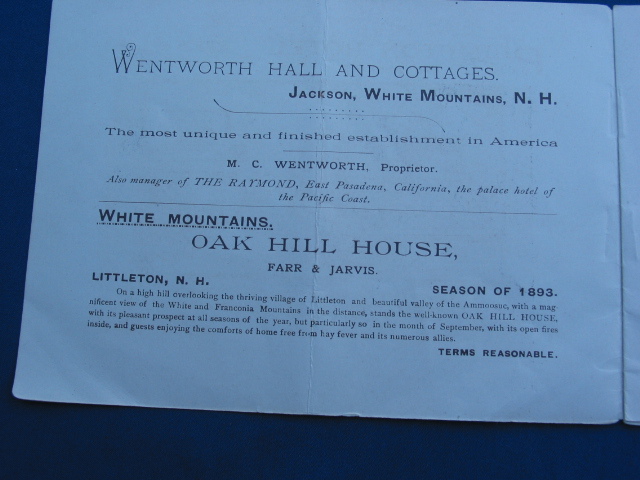 WENTWORTH HALL AND COTTAGES.
JACKSON, WHITE MOUNTAINS, N. H.
The most unique and finished establishment in America
M. C. WENTWORTH, Proprietor.
Also manager of THE RAYMOND, East Pasadena, California, the palace hotel of
the Pacific Coast.
WHITE MOUNTAINS.
OAK HILL HOUSE,
FARR & JARVIS.
LITTLETON, N. H.
SEASON OF 1893.
On a high hill overlooking the thriving village of Littleton and beautiful valley of the Ammoosuc, with a mag-
nificent view of the White and Franconia Mountains in the distance, stands the well-known OAK HILL HOUSE,
with its pleasant prospect at all seasons of the year, but particularly so in the month of September, with its open fires
inside, and guests enjoying the comforts of home free from hay fever and its numerous allies.
TERMS REASONABLE.